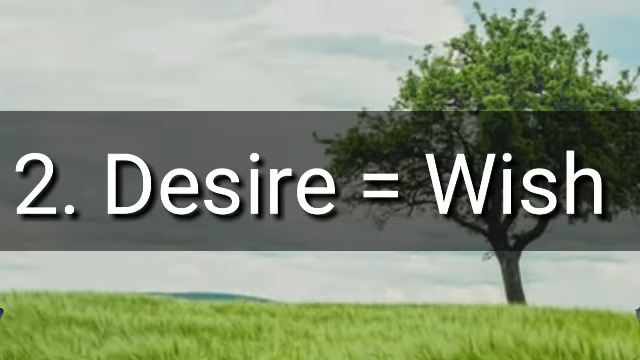 2. Desire = Wish